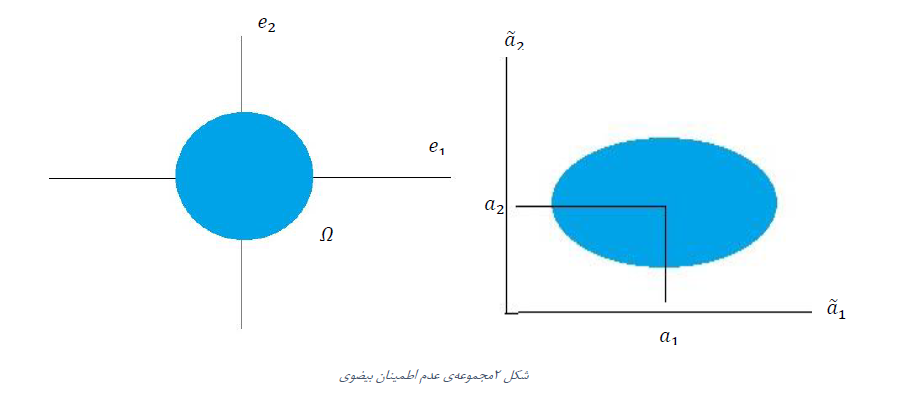 e₂
e₁
Ω
ã₂
a₂
ã₁
a₁
شکل ۲مجموعه‌ی عدم اطمینان بیضوی